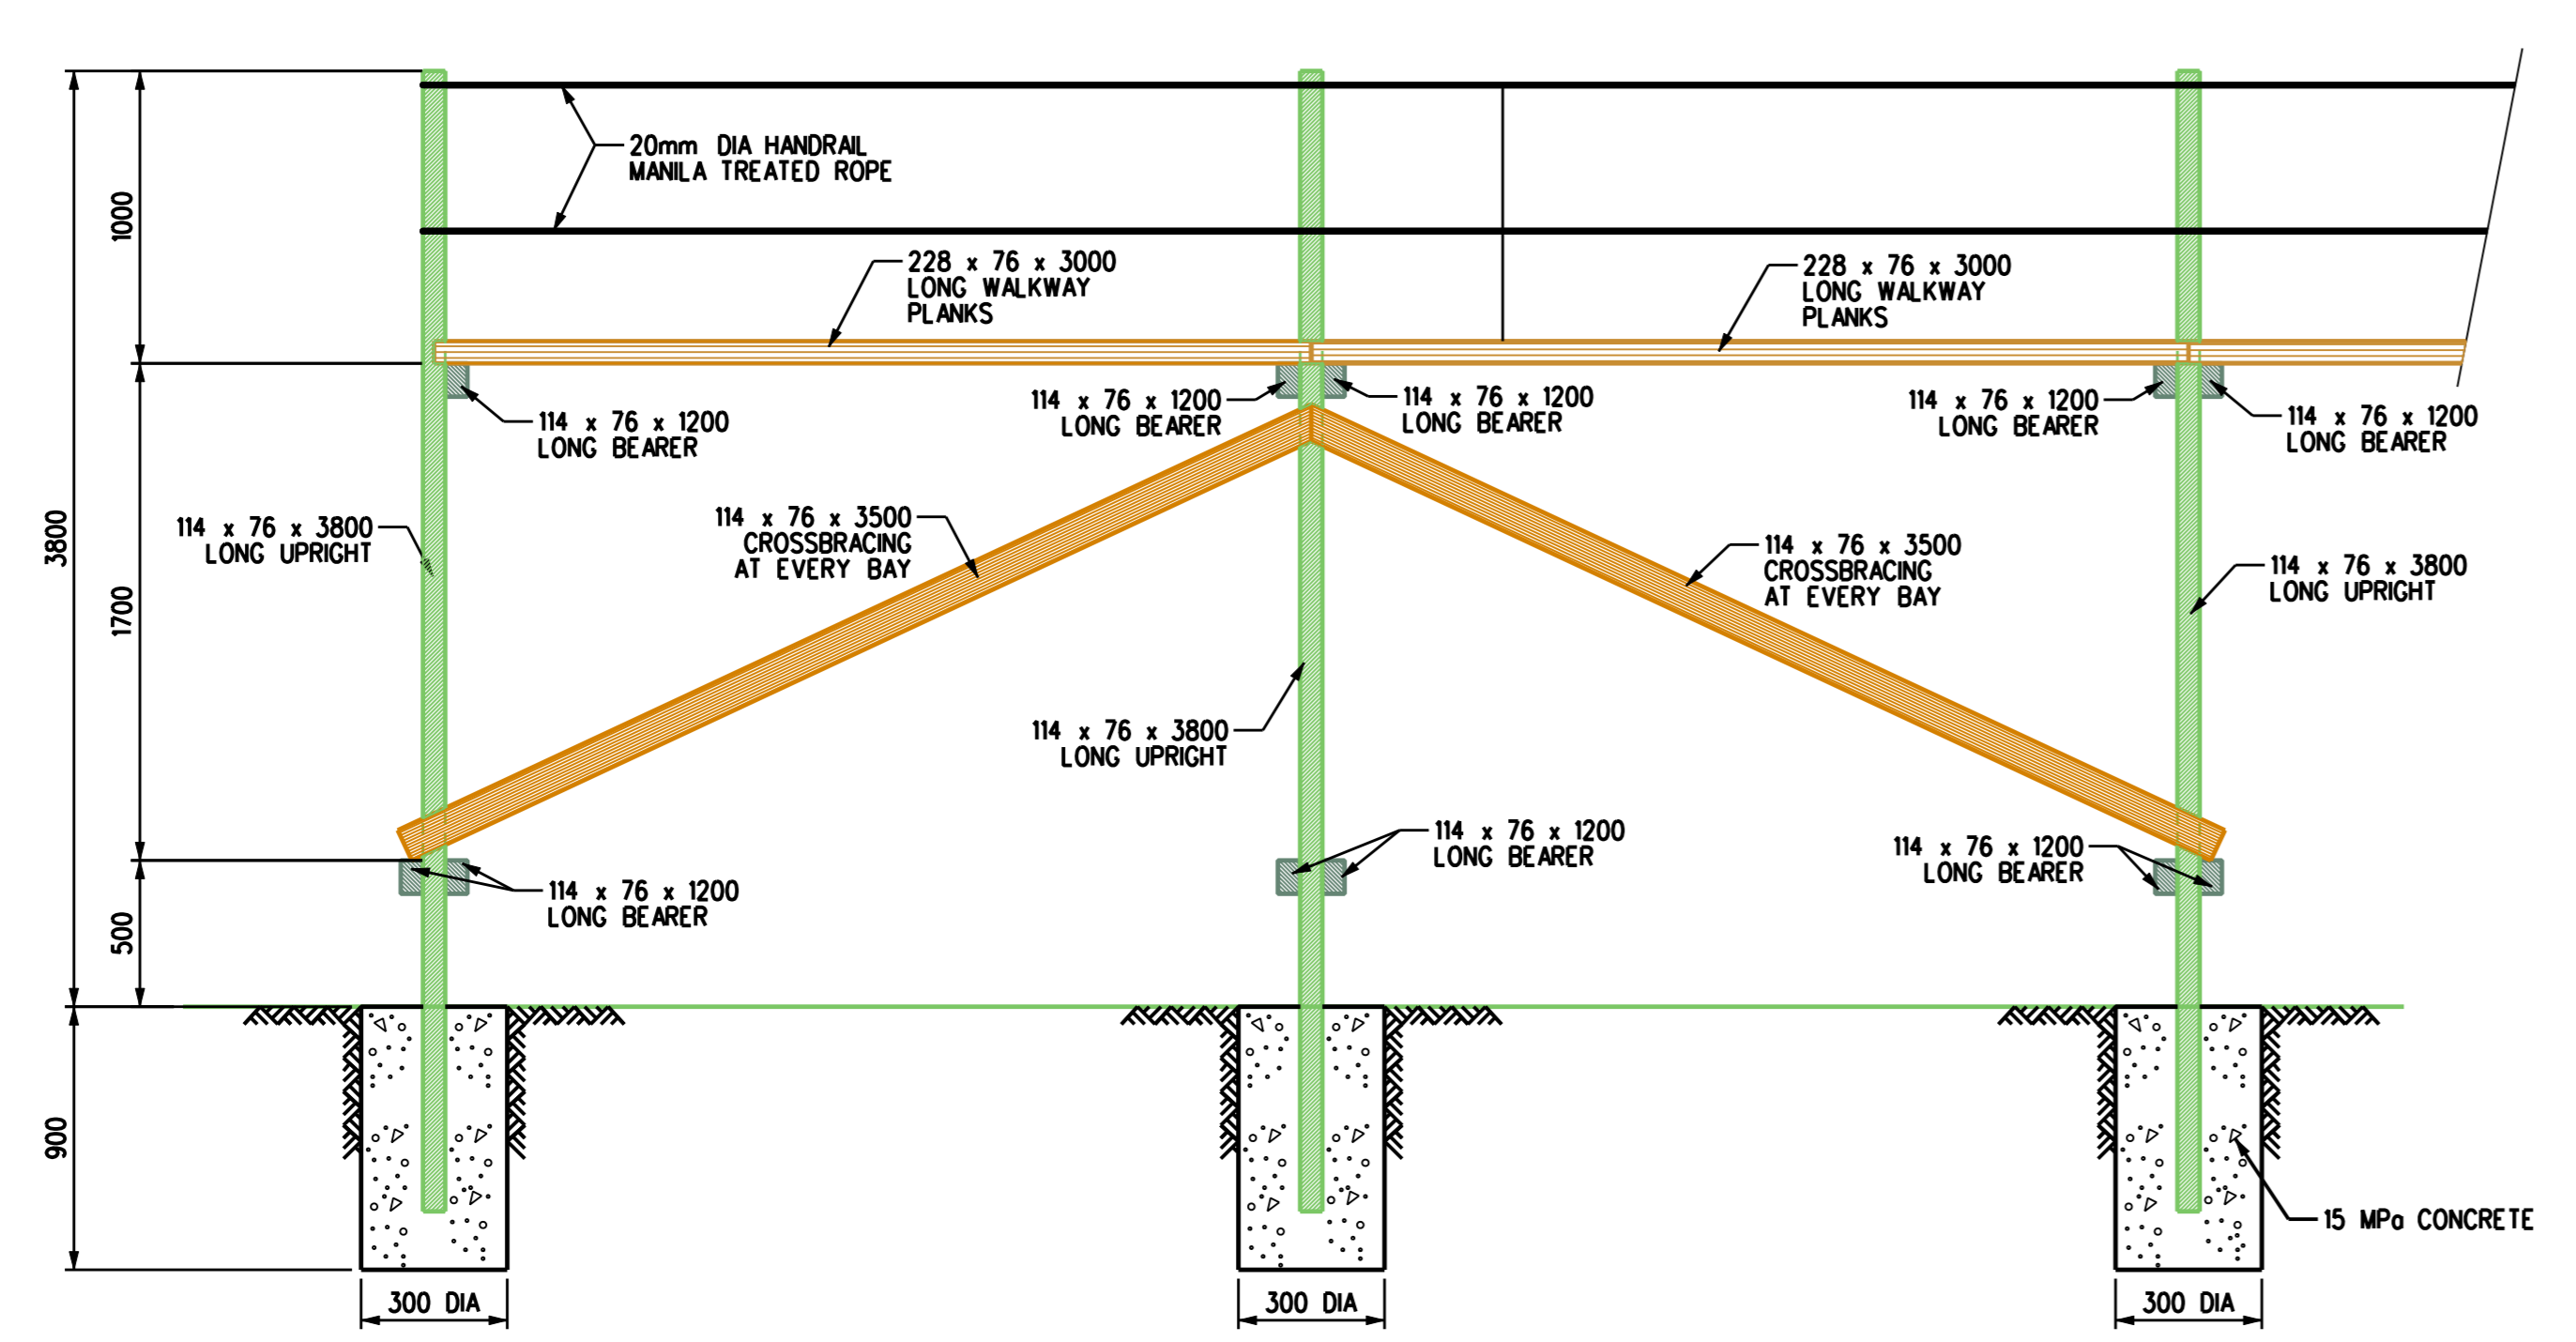 20mm DIA HANDRAIL
MANILA TREATED ROPE
1000
228 x 76 x 3000
LONG WALKWAY
PLANKS
228 x 76 x 3000
LONG WALKWAY
PLANKS
114 x 76 x 1200
LONG BEARER
114 x 76 x 1200
LONG BEARER
114 x 76 x 1200
LONG BEARER
114 x 76 x 1200
LONG BEARER
114 x 76 x 1200
LONG BEARER
3800
114 x 76 x 3800
LONG UPRIGHT
114 x 76 x 3500
CROSSBRACING
AT EVERY BAY
114 x 76 x 3500
CROSSBRACING
AT EVERY BAY
114 x 76 x 3800
LONG UPRIGHT
1700
114 x 76 x 3800
LONG UPRIGHT
114 x 76 x 1200
LONG BEARER
114 x 76 x 1200
LONG BEARER
114 x 76 x 1200
LONG BEARER
500
900
15 MPa CONCRETE
300 DIA
300 DIA
300 DIA